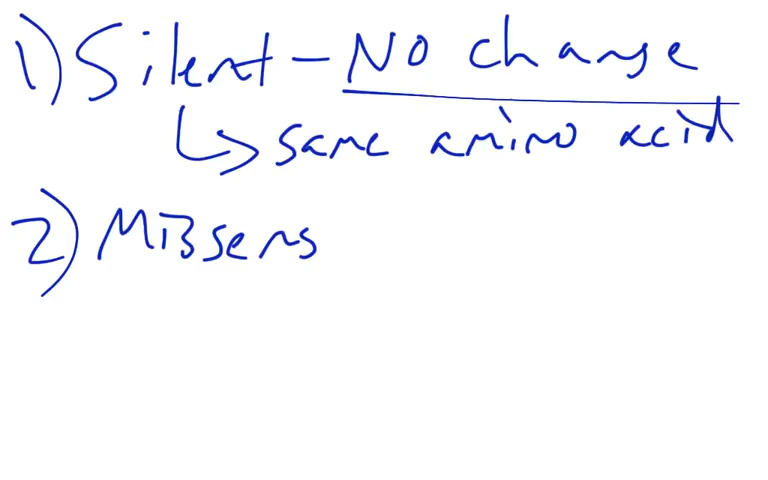 1) Silent - No change
↳ same amino acid
2) Missens